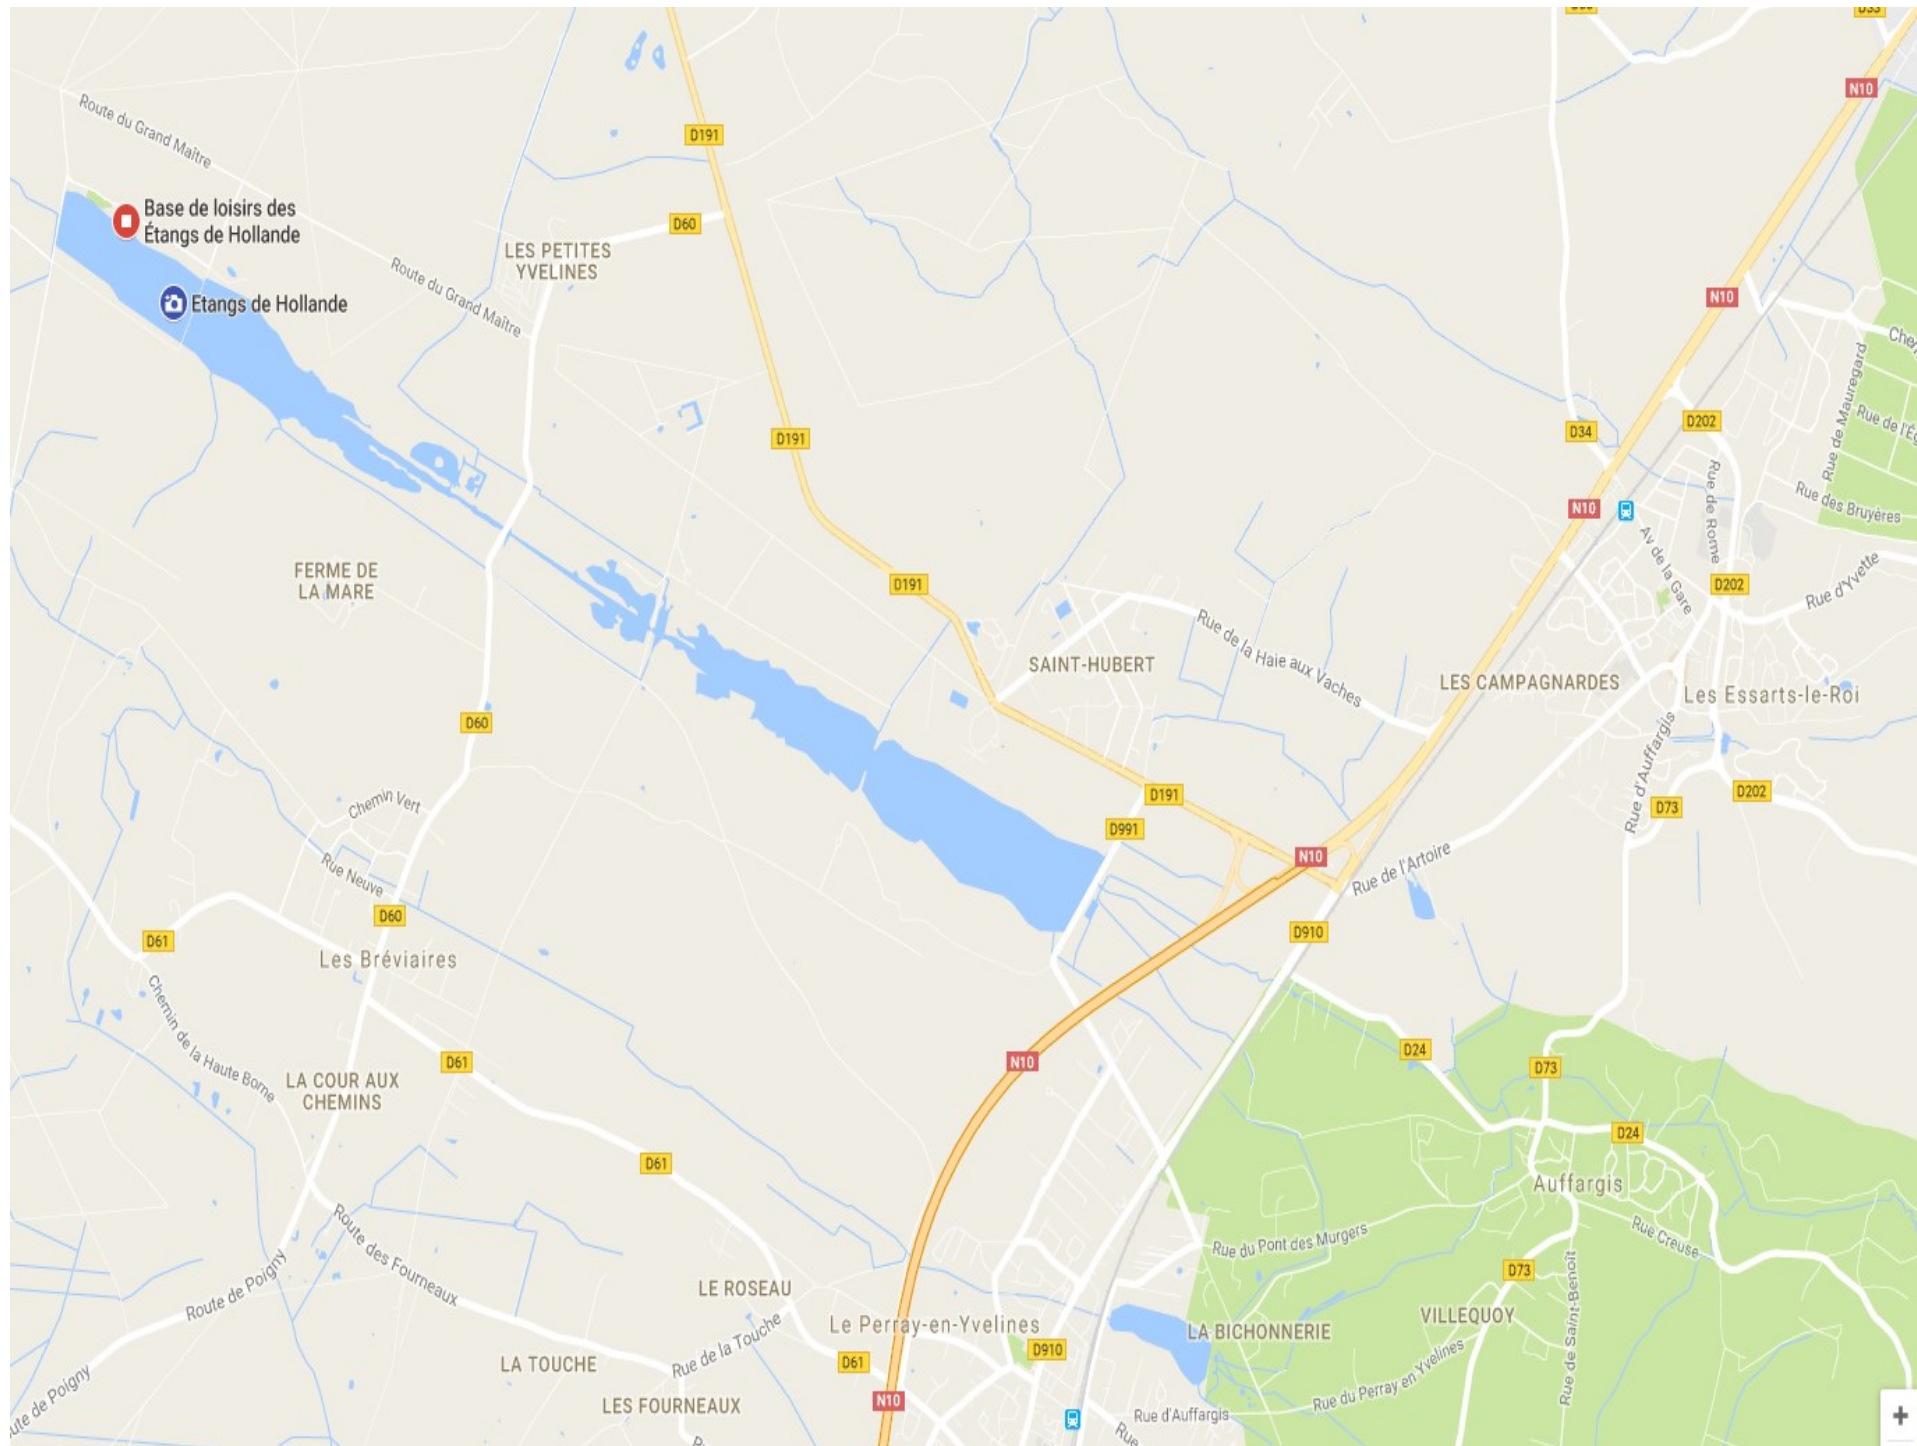 D33
N10
Route du Grand Maître
D191
Base de loisirs des
Étangs de Hollande
D60
LES PETITES
YVELINES
Route du Grand Maître
Etangs de Hollande
N10
Rue de Mauregard
D34
D202
D191
Rue de Rome
Rue des Bruyères
N10
Av de la Gare
FERME DE
LA MARE
D191
D202
Rue d'Yvette
Rue de la Haie aux Vaches
SAINT-HUBERT
LES CAMPAGNARDES
Les Essarts-le-Roi
D60
Rue d'Auffargis
Chemin Vert
D191
D73
D202
D991
N10
Rue de l'Artoire
Rue Neuve
D60
D61
D910
Les Bréviaires
Chemin de la Haute Borne
D61
N10
D24
D73
LA COUR AUX
CHEMINS
D24
D61
Auffargis
Route des Fourneaux
Rue du Pont des Murgers
Rue Creuse
Route de Poigny
D73
LE ROSEAU
Le Perray-en-Yvelines
VILLEQUOY
Rue de Saint-Benoît
LA BICHONNERIE
Rue de la Touche
D910
D61
LA TOUCHE
Rue du Perray en Yvelines
N10
LES FOURNEAUX
Rue d'Auffargis
Rue
de Poigny
+